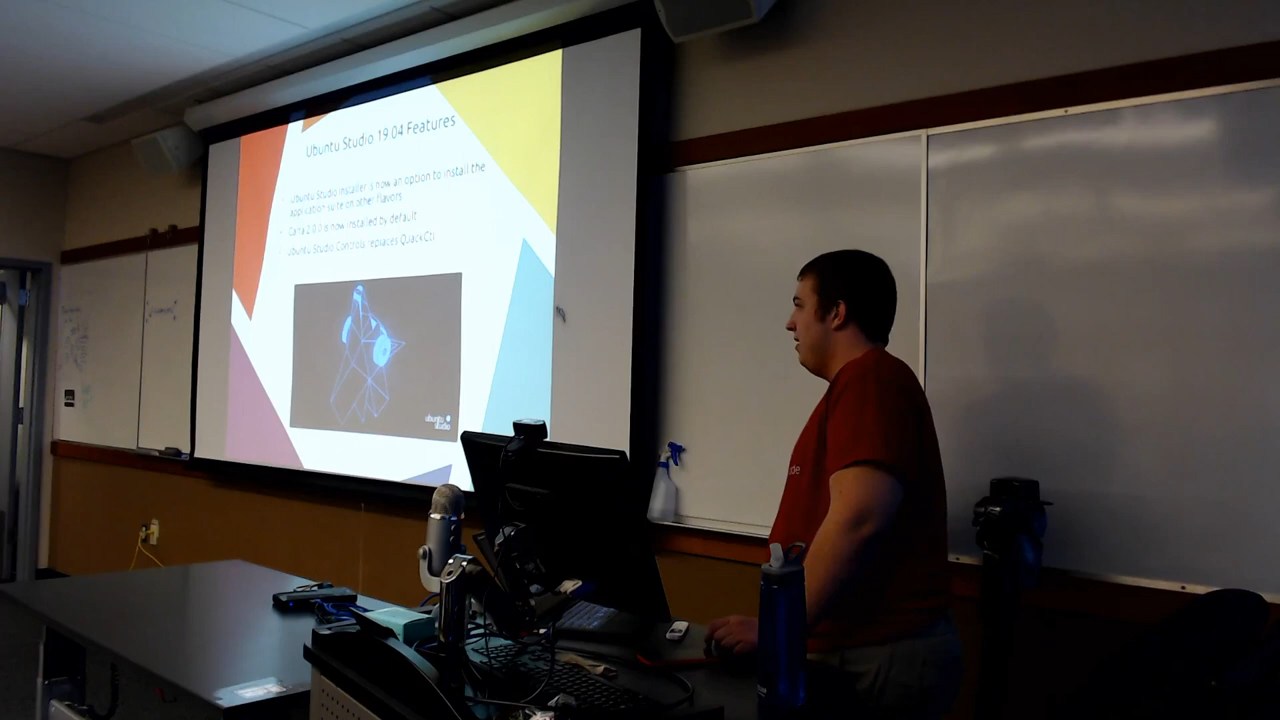 Ubuntu Studio 19.04 Features
Ubuntu Studio Installer is now an option to install the
application suite on other flavors
Carla 2.0.0 is now installed by default
Ubuntu Studio Controls replaces QJackCtl
ubuntu
studio